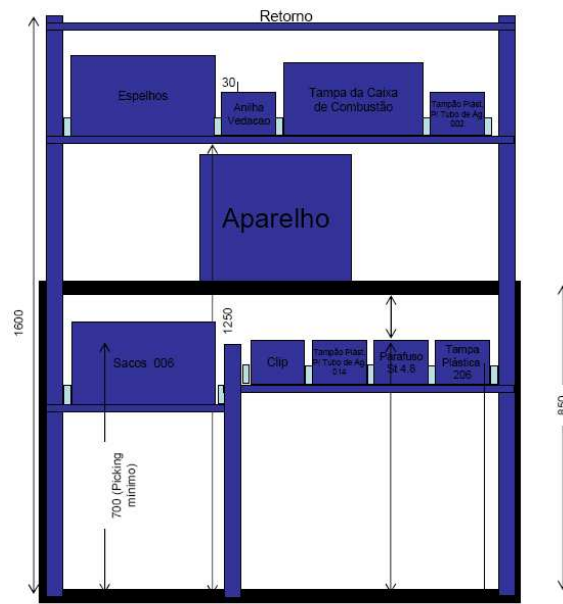 Retorno
30
Espelhos
Anilha
Vedacao
Tampa da Caixa
de Combustão
Tampão Plast.
P/ Tubo de Ag.
002
Aparelho
1600
1250
850
Sacos 006
Clip
Tampão Plast.
P/ Tubo de Ag.
014
Parafuso
St 4.8
Tampa
Plástica
206
700 (Picking
mínimo)